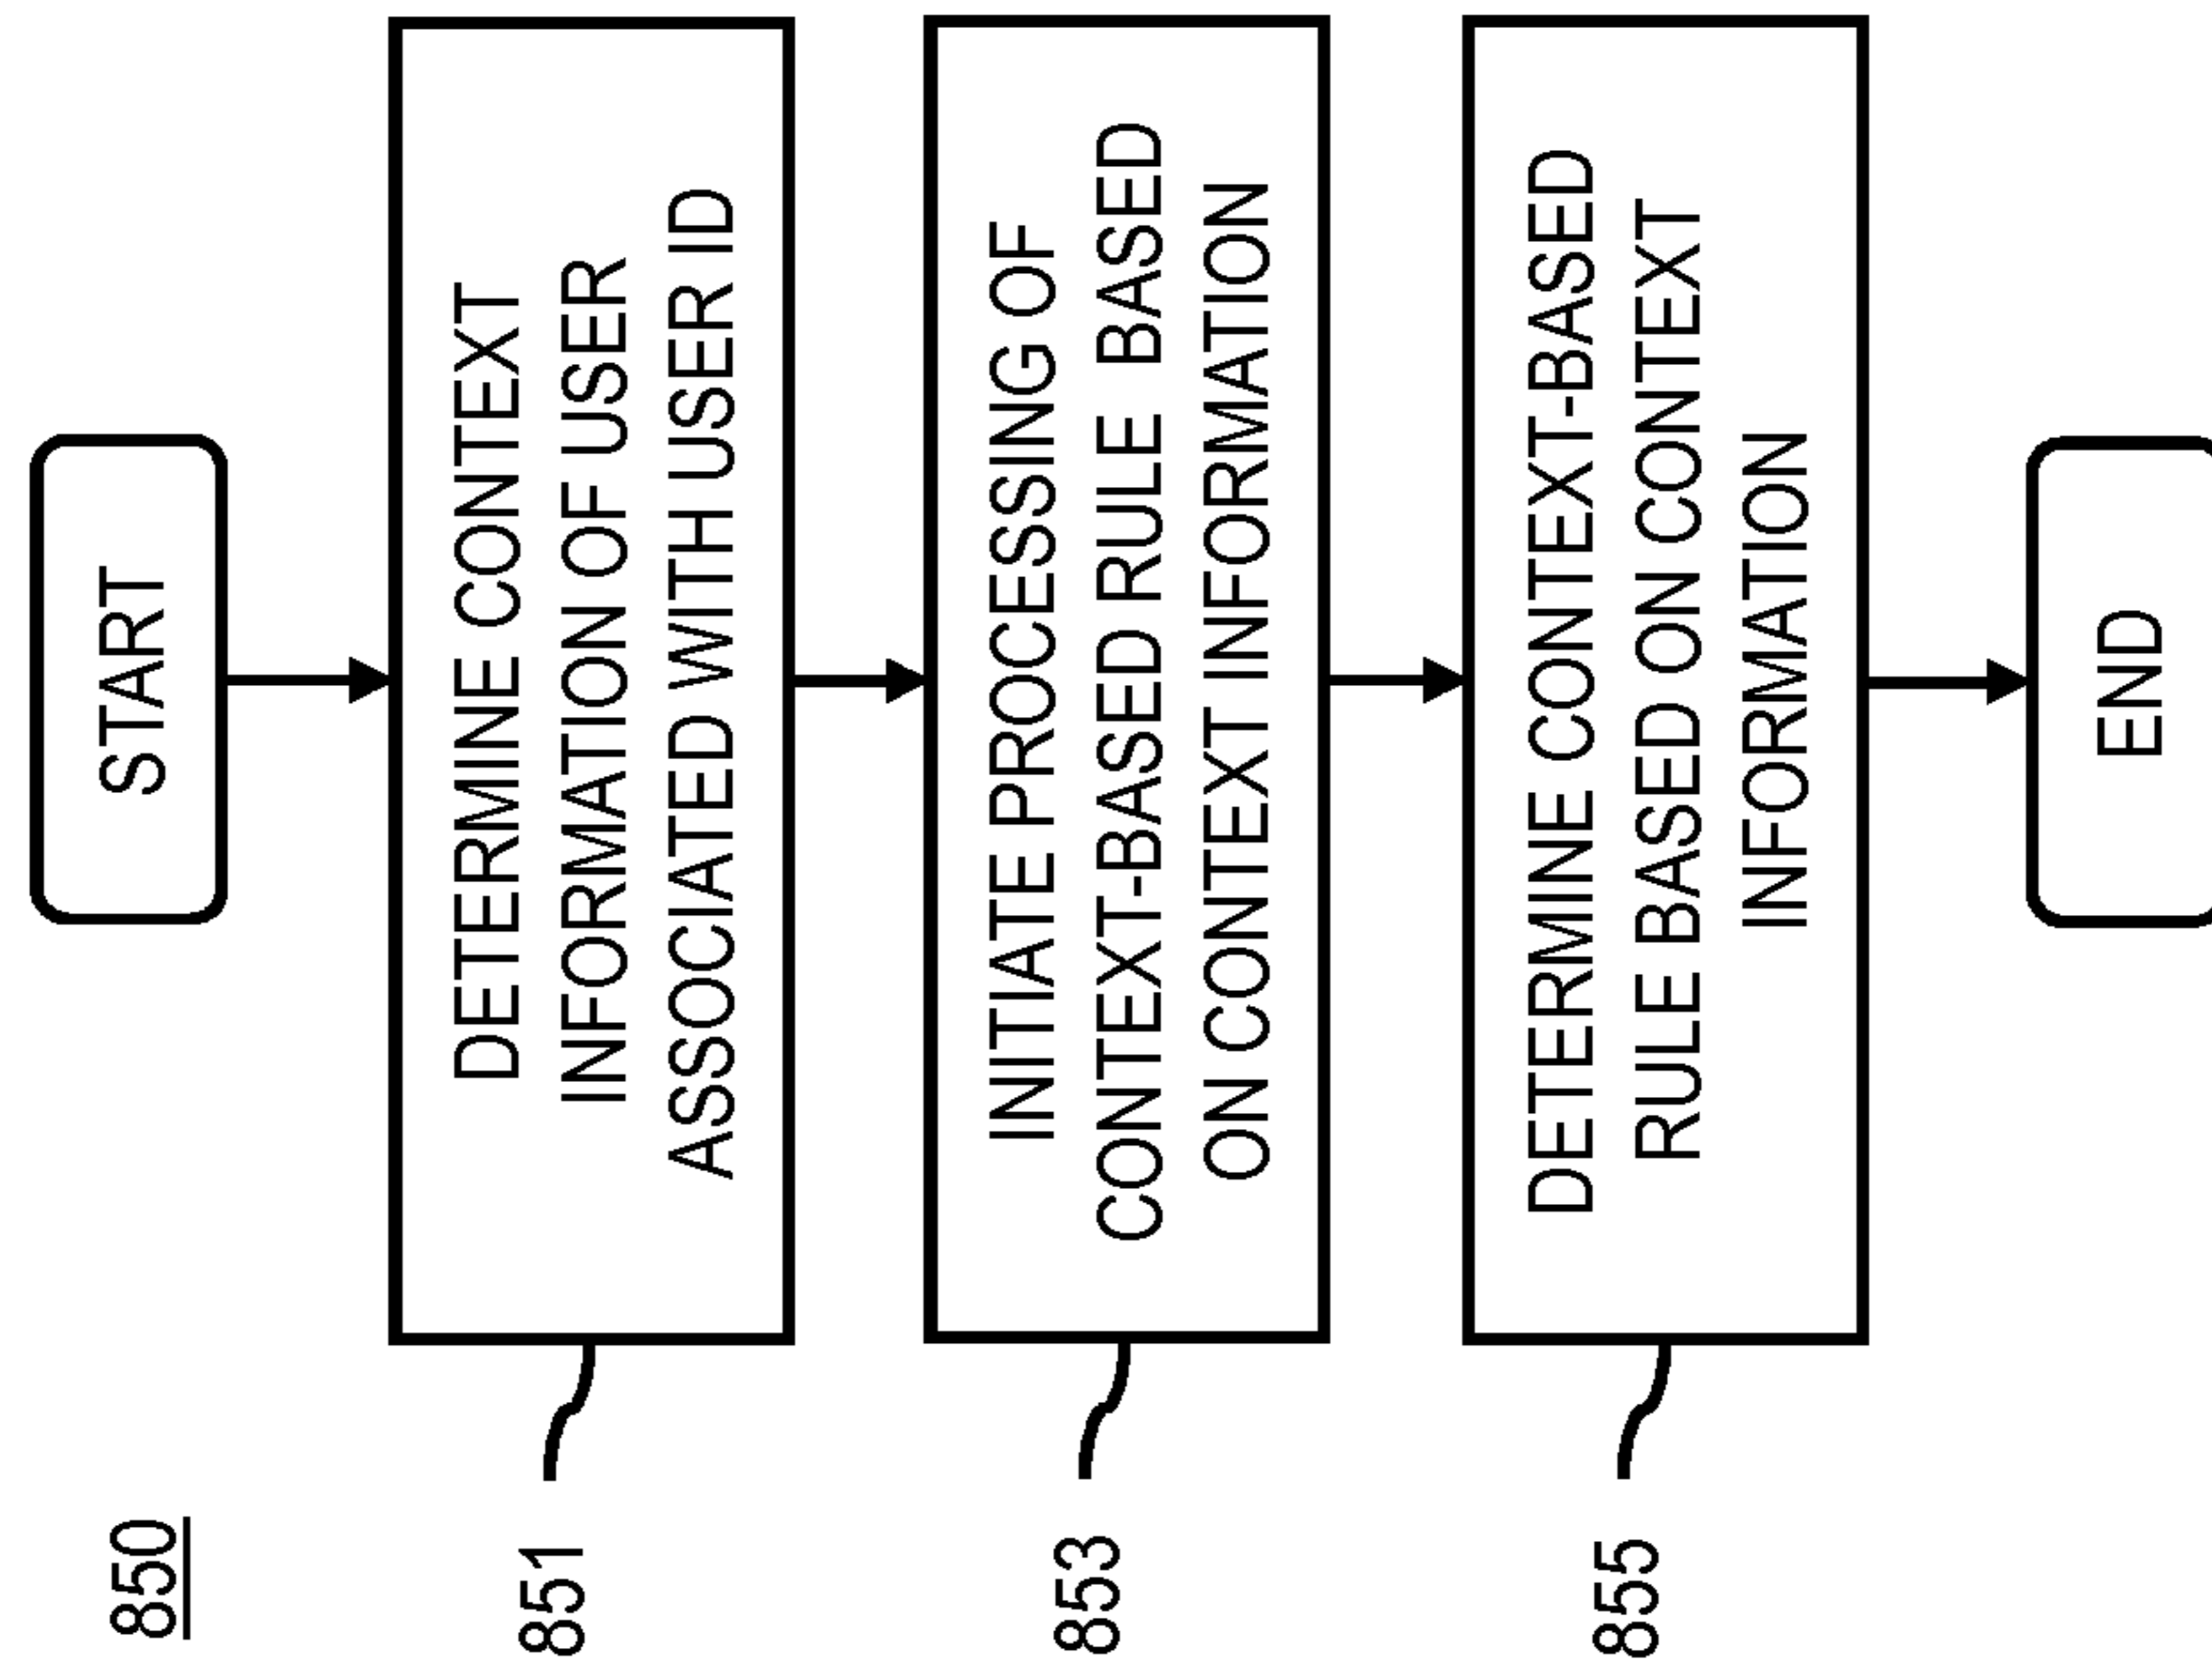 850
START
851
DETERMINE CONTEXT
INFORMATION OF USER
ASSOCIATED WITH USER ID
853
INITIATE PROCESSING OF
CONTEXT-BASED RULE BASED
ON CONTEXT INFORMATION
855
DETERMINE CONTEXT-BASED
RULE BASED ON CONTEXT
INFORMATION
END